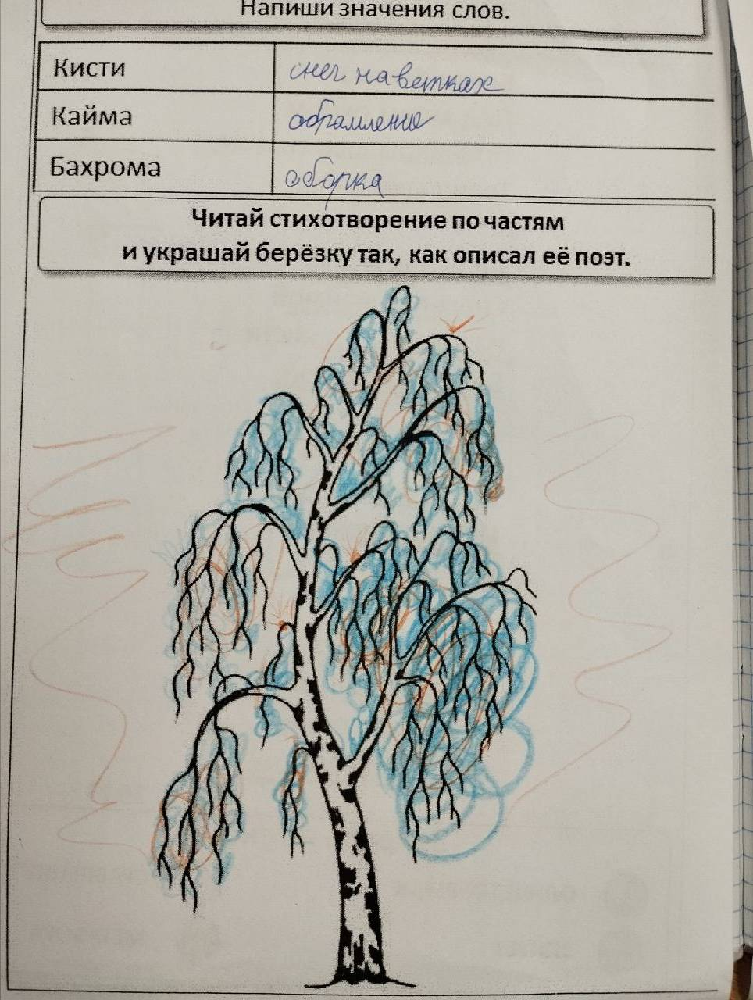 Напиши значения слов.
Кисти снег на ветках
Кайма обрамление
Бахрома оборка
Читай стихотворение по частям
и украшай берёзку так, как описал её поэт.